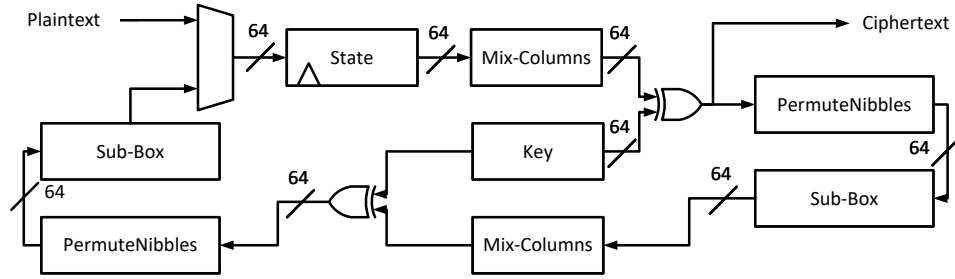 Plaintext
64
State
64
Mix-Columns
64
Ciphertext
PermuteNibbles
Sub-Box
Key
64
64
64
64
64
Sub-Box
PermuteNibbles
Mix-Columns